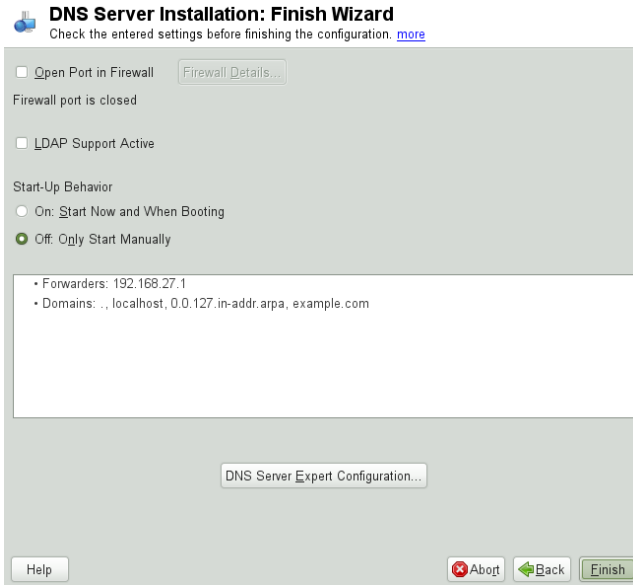 DNS Server Installation: Finish Wizard
Check the entered settings before finishing the configuration. more
Open Port in Firewall
Firewall Details...
Firewall port is closed
LDAP Support Active
Start-Up Behavior
On: Start Now and When Booting
Off: Only Start Manually
• Forwarders: 192.168.27.1
• Domains: ., localhost, 0.0.127.in-addr.arpa, example.com
DNS Server Expert Configuration...
Help
Abort
Back
Finish